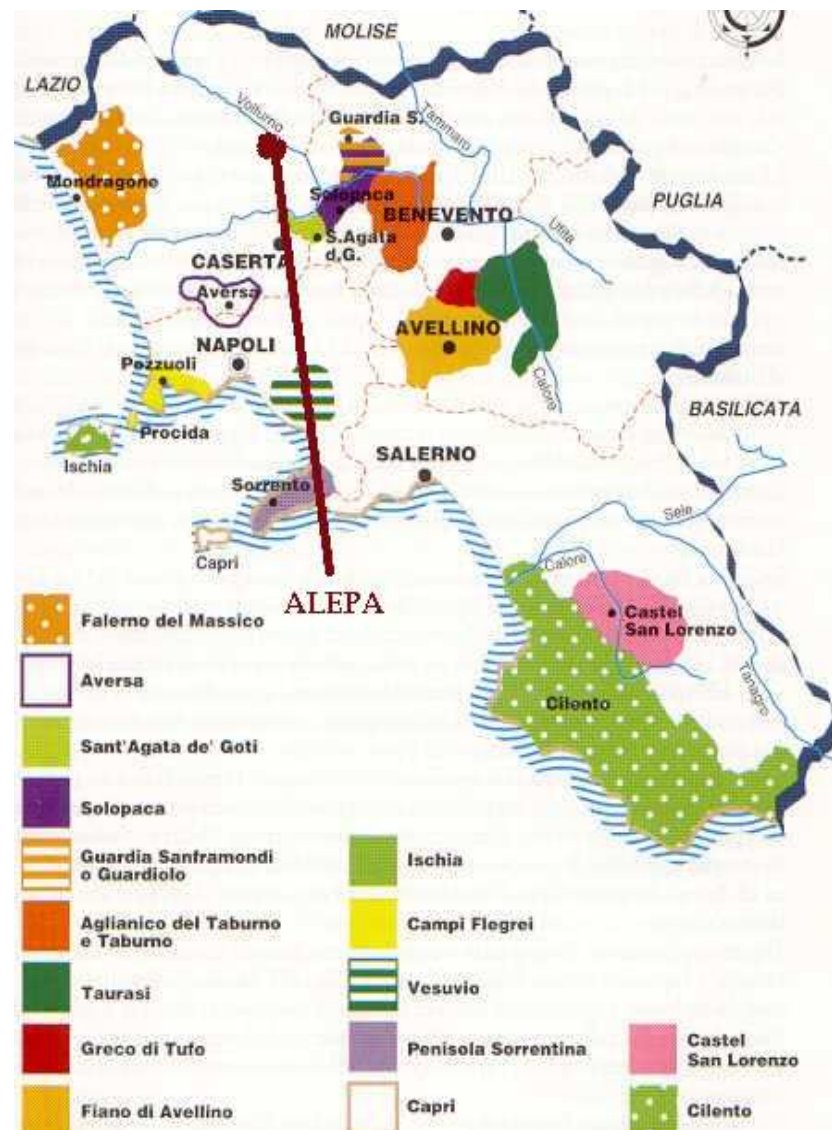 MOLISE
LAZIO
Volturno
Guardia S.
Tammaro
Mondragone
Solopaca
BENEVENTO
PUGLIA
Ufita
S.Agata
d.G.
CASERTA
Aversa
AVELLINO
NAPOLI
Pozzuoli
Calore
BASILICATA
Procida
Ischia
SALERNO
Sorrento
Sele
Capri
Calore
ALEPA
Castel
San Lorenzo
Tanagro
Cilento
Falerno del Massico
Aversa
Sant'Agata de' Goti
Solopaca
Guardia Sanframondi
o Guardiolo
Aglianico del Taburno
e Taburno
Taurasi
Greco di Tufo
Fiano di Avellino
Ischia
Campi Flegrei
Vesuvio
Penisola Sorrentina
Capri
Castel
San Lorenzo
Cilento